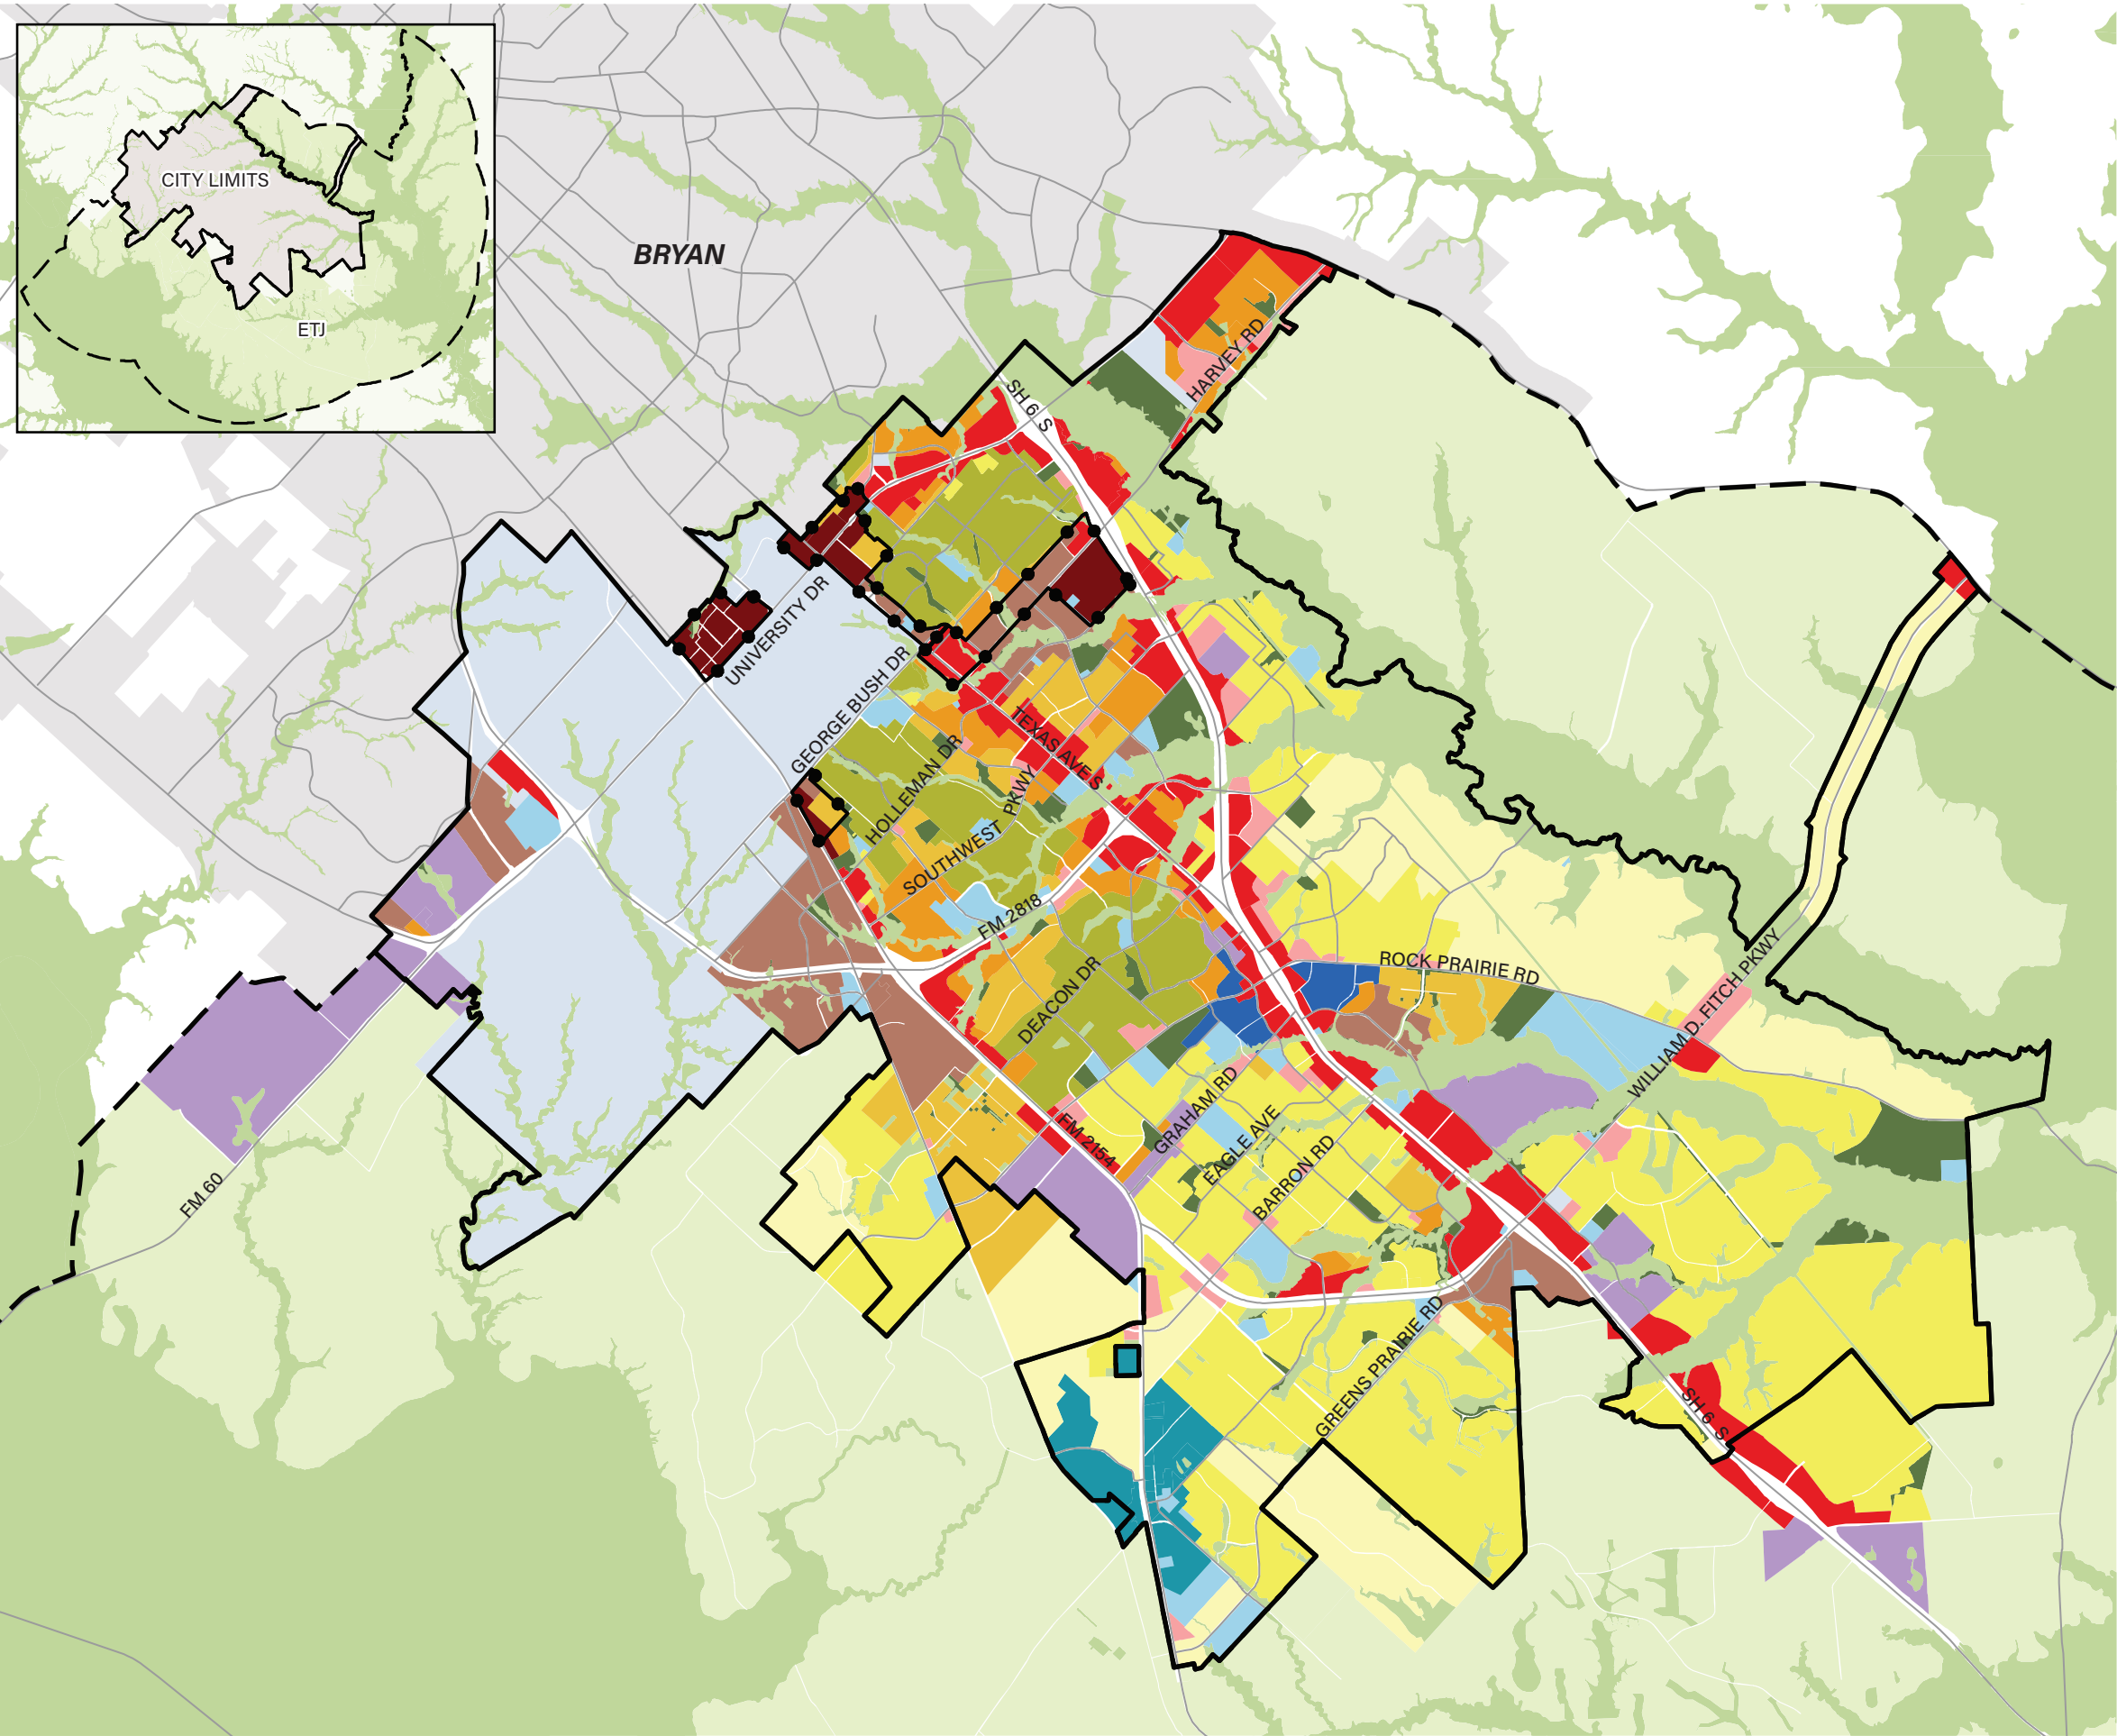 CITY LIMITS
ETJ
BRYAN
HARVEY RD
SH 6 S
UNIVERSITY DR
GEORGE BUSH DR
TEXAS AVE S
HOLLEMAN DR
SOUTHWEST PKWY
FM 2818
ROCK PRAIRIE RD
DEACON DR
WILLIAM D. FITCH PKWY
GRAHAM RD
FM 2154
EAGLE AVE
BARRON RD
FM 60
GREENS PRAIRIE RD
SH 6 S